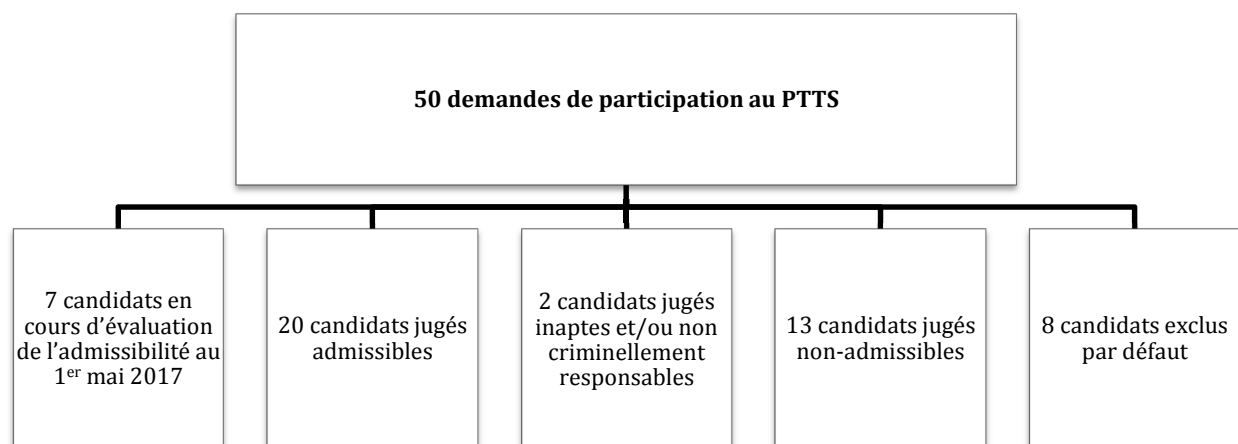 50 demandes de participation au PTTS
7 candidats en
cours d’évaluation
de l’admissibilité au
1er mai 2017
20 candidats jugés
admissibles
2 candidats jugés
inaptes et/ou non
criminellement
responsables
13 candidats jugés
non-admissibles
8 candidats exclus
par défaut